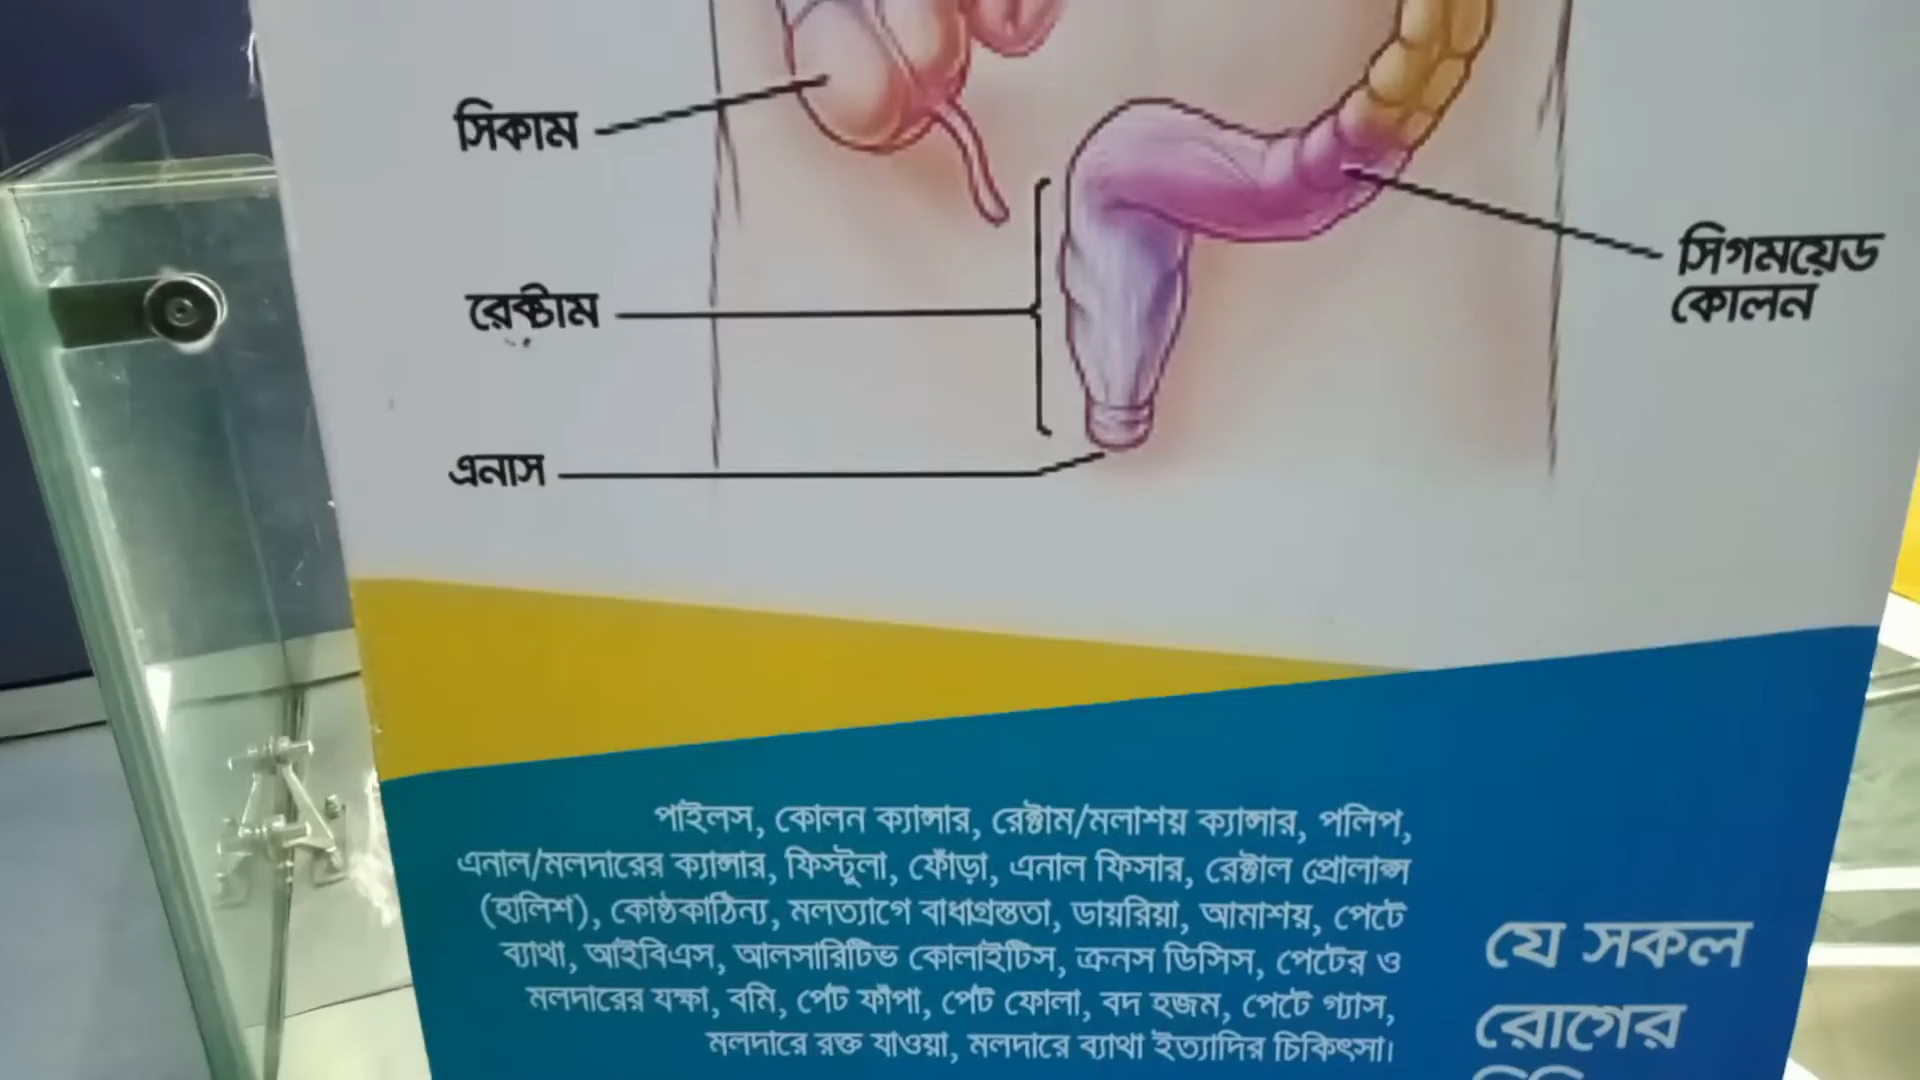 সিকাম
সিগময়েড
কোলন
রেক্টাম
এনাস
পাইলস, কোলন ক্যান্সার, রেক্টাম/মলাশয় ক্যান্সার, পলিপ,
এনাল/মলদারের ক্যান্সার, ফিস্টুলা, ফোঁড়া, এনাল ফিসার, রেক্টাল প্রোলাপ্স
(হালিশ), কোষ্ঠকাঠিন্য, মলত্যাগে বাধাগ্রস্ততা, ডায়রিয়া, আমাশয়, পেটে
ব্যাথা, আইবিএস, আলসারিটিভ কোলাইটিস, ক্রনস ডিসিস, পেটের ও
মলদারের যক্ষা, বমি, পেট ফাঁপা, পেট ফোলা, বদ হজম, পেটে গ্যাস,
মলদারে রক্ত যাওয়া, মলদারে ব্যাথা ইত্যাদির চিকিৎসা।
যে সকল
রোগের